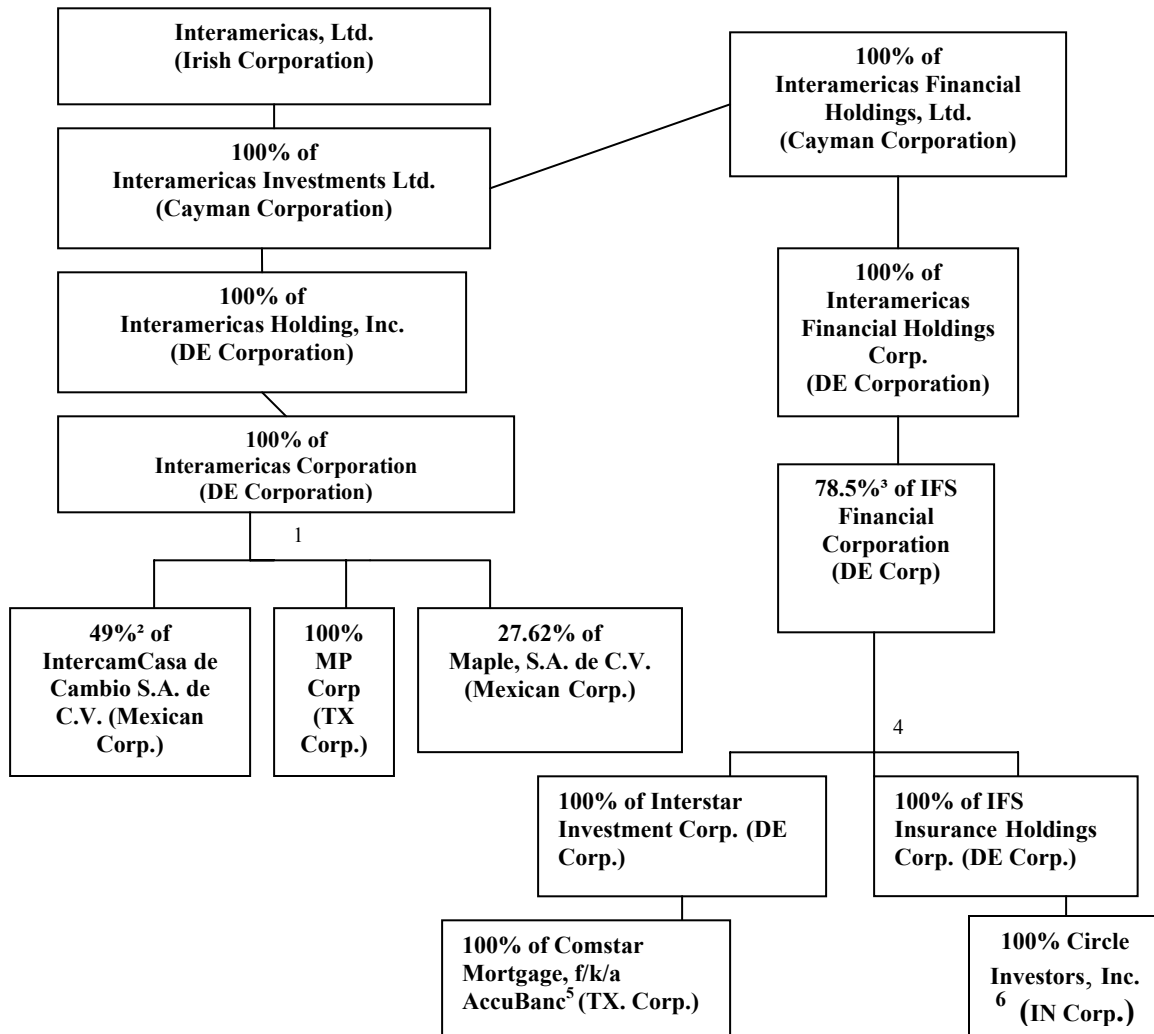 Interamericas, Ltd.
(Irish Corporation)
100% of
Interamericas Financial
Holdings, Ltd.
(Cayman Corporation)
100% of
Interamericas Investments Ltd.
(Cayman Corporation)
100% of
Interamericas Holding, Inc.
(DE Corporation)
100% of
Interamericas
Financial Holdings
Corp.
(DE Corporation)
100% of
Interamericas Corporation
(DE Corporation)
78.5%³ of IFS
Financial
Corporation
(DE Corp)
1
49%² of
IntercamCasa de
Cambio S.A. de
C.V. (Mexican
Corp.)
100%
MP
Corp
(TX
Corp.)
27.62% of
Maple, S.A. de C.V.
(Mexican Corp.)
4
100% of Interstar
Investment Corp. (DE
Corp.)
100% of IFS
Insurance Holdings
Corp. (DE Corp.)
100% of Comstar
Mortgage, f/k/a
AccuBanc⁵ (TX. Corp.)
100% Circle
Investors, Inc.
⁶ (IN Corp.)